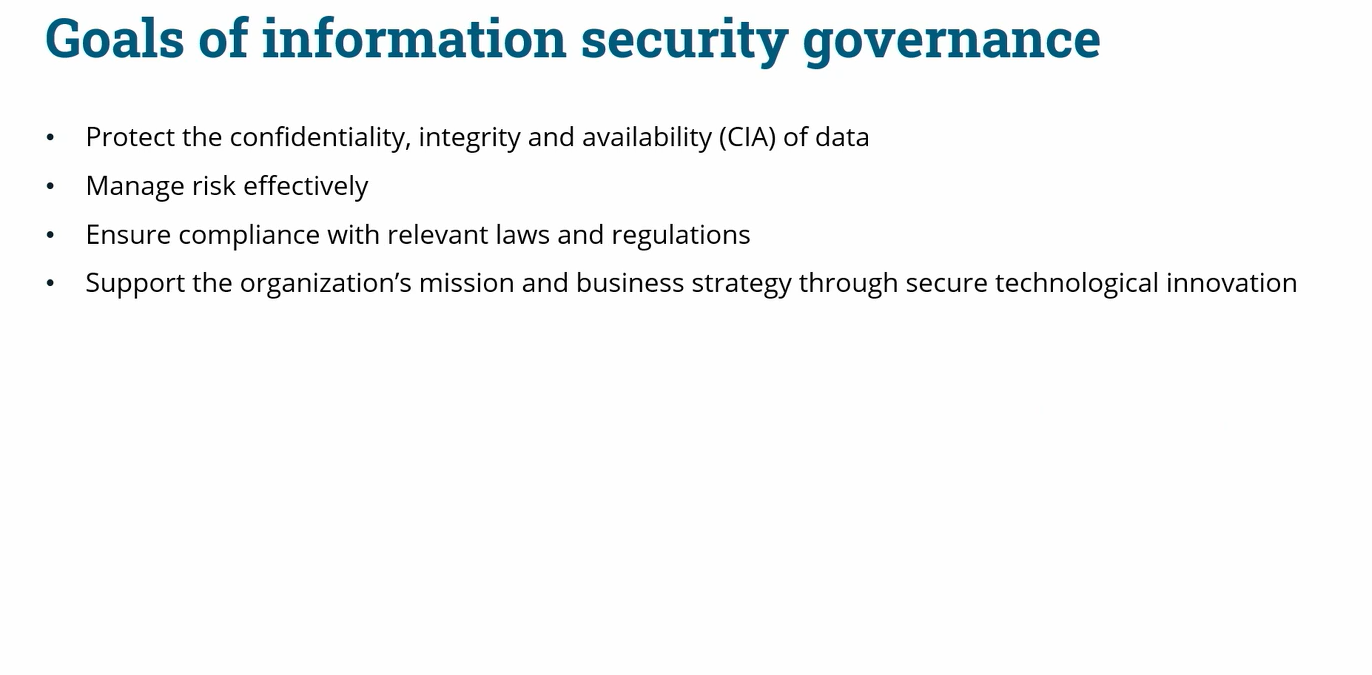 Goals of information security governance
• Protect the confidentiality, integrity and availability (CIA) of data
• Manage risk effectively
• Ensure compliance with relevant laws and regulations
• Support the organization’s mission and business strategy through secure technological innovation